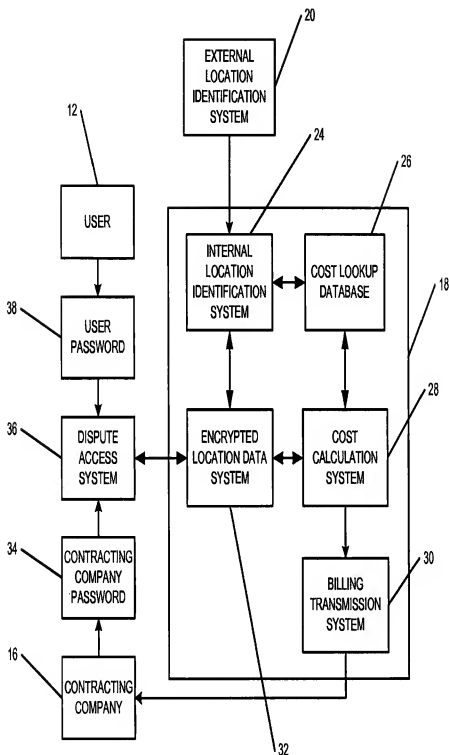 20
EXTERNAL
LOCATION
IDENTIFICATION
SYSTEM
12
24
26
USER
INTERNAL
LOCATION
IDENTIFICATION
SYSTEM
COST LOOKUP
DATABASE
18
38
USER
PASSWORD
28
36
DISPUTE
ACCESS
SYSTEM
ENCRYPTED
LOCATION DATA
SYSTEM
COST
CALCULATION
SYSTEM
34
CONTRACTING
COMPANY
PASSWORD
30
BILLING
TRANSMISSION
SYSTEM
16
CONTRACTING
COMPANY
32